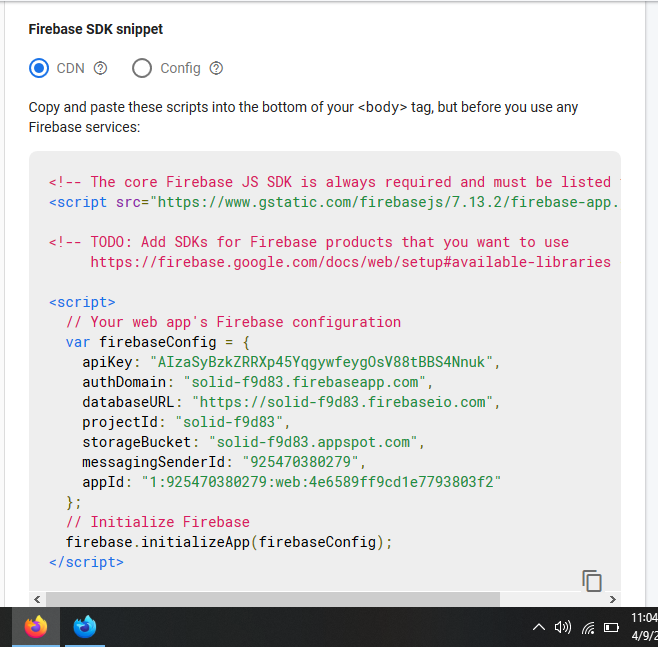 Firebase SDK snippet
CDN Config
Copy and paste these scripts into the bottom of your <body> tag, but before you use any
Firebase services:
<!-- The core Firebase JS SDK is always required and must be listed
<script src="https://www.gstatic.com/firebasejs/7.13.2/firebase-app.
<!-- TODO: Add SDKs for Firebase products that you want to use
https://firebase.google.com/docs/web/setup#available-libraries
<script>
// Your web app's Firebase configuration
var firebaseConfig = {
apiKey: "AIzaSyBzkZRRXp45YqgywfeygOsV88tBBS4Nnuk",
authDomain: "solid-f9d83.firebaseapp.com",
databaseURL: "https://solid-f9d83.firebaseio.com",
projectId: "solid-f9d83",
storageBucket: "solid-f9d83.appspot.com",
messagingSenderId: "925470380279",
appId: "1:925470380279:web:4e6589ff9cd1e7793803f2"
};
// Initialize Firebase
firebase.initializeApp(firebaseConfig);
</script>
11:04
4/9/2